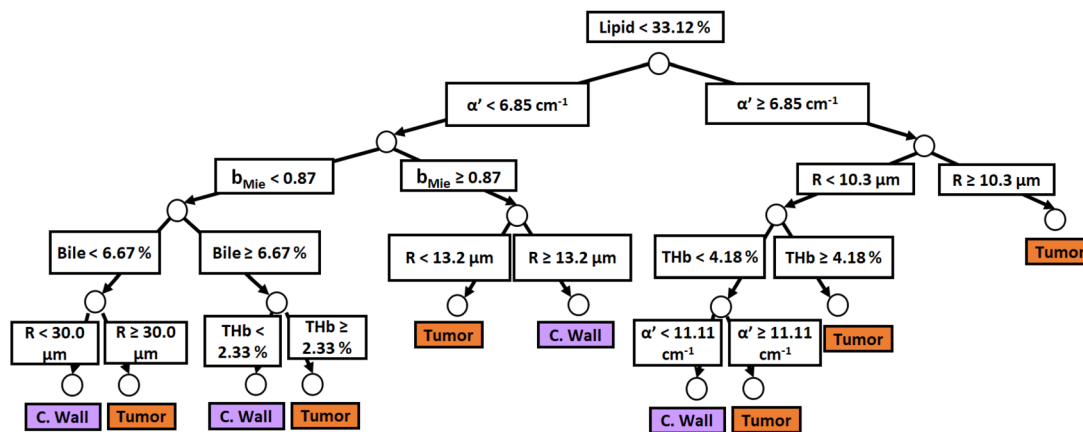 Lipid < 33.12 %
α’ < 6.85 cm⁻¹
α’ ≥ 6.85 cm⁻¹
b_Mie < 0.87
b_Mie ≥ 0.87
R < 10.3 μm
R ≥ 10.3 μm
Bile < 6.67 %
Bile ≥ 6.67 %
R < 13.2 μm
R ≥ 13.2 μm
THb < 4.18 %
THb ≥ 4.18 %
Tumor
R < 30.0
μm
R ≥ 30.0
μm
THb <
2.33 %
THb ≥
2.33 %
Tumor
C. Wall
α’ < 11.11
cm⁻¹
α’ ≥ 11.11
cm⁻¹
Tumor
C. Wall
Tumor
C. Wall
Tumor
C. Wall
Tumor